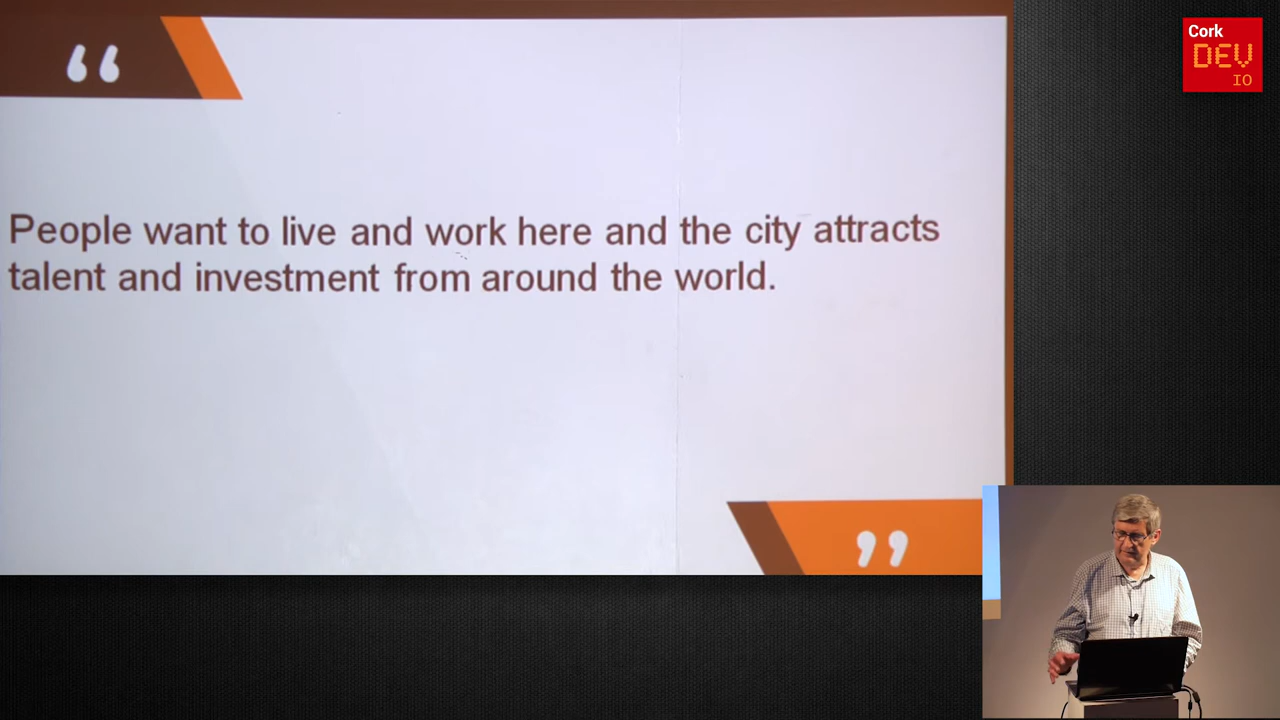 Cork
DEV
IO
“
People want to live and work here and the city attracts
talent and investment from around the world.
”